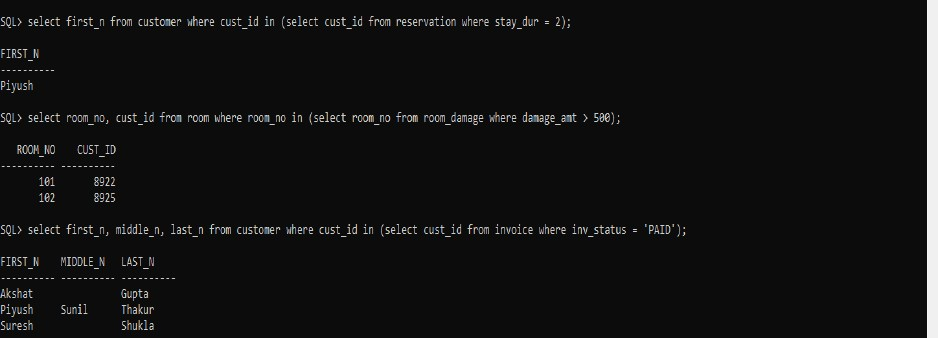 SQL> select first_n from customer where cust_id in (select cust_id from reservation where stay_dur = 2);
FIRST_N
----------
Piyush
SQL> select room_no, cust_id from room where room_no in (select room_no from room_damage where damage_amt > 500);
ROOM_NO CUST_ID
---------- ----------
101 8922
102 8925
SQL> select first_n, middle_n, last_n from customer where cust_id in (select cust_id from invoice where inv_status = 'PAID');
FIRST_N MIDDLE_N LAST_N
---------- ---------- ----------
Akshat Gupta
Piyush Sunil Thakur
Suresh Shukla